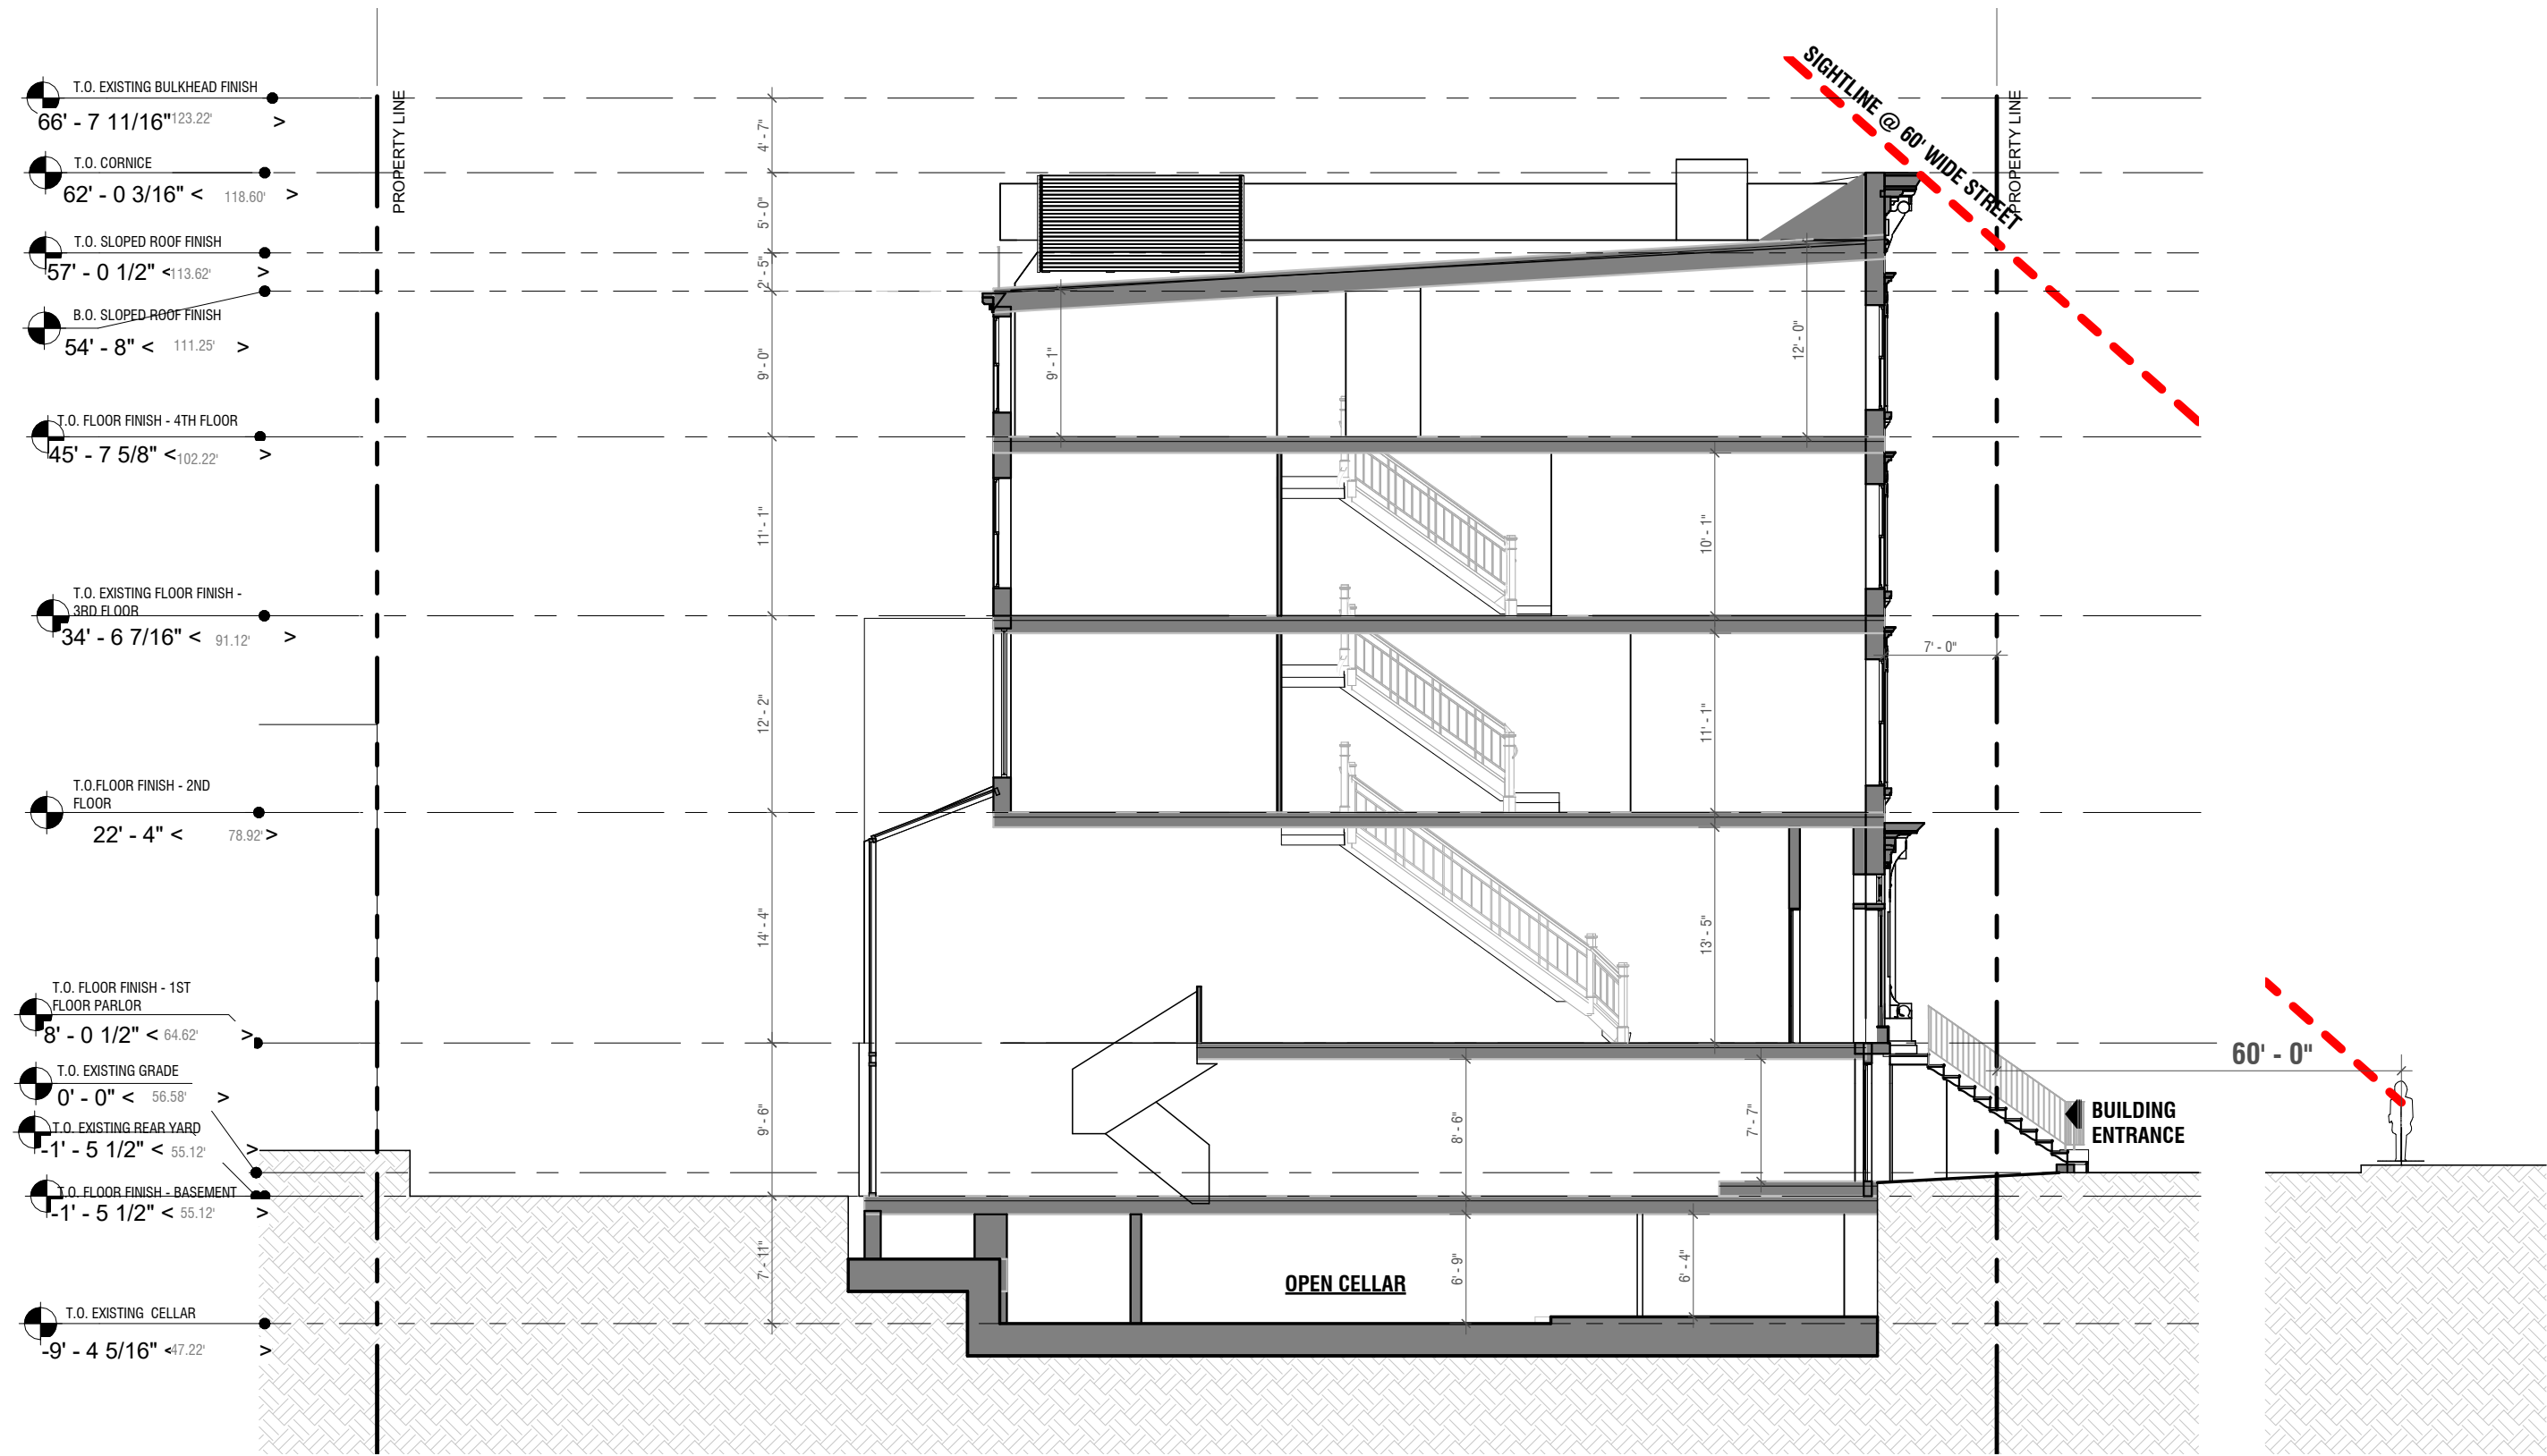 T.O. EXISTING BULKHEAD FINISH
66' - 7 11/16" 123.22' >
T.O. CORNICE
62' - 0 3/16" < 118.60' >
T.O. SLOPED ROOF FINISH
57' - 0 1/2" < 113.62' >
B.O. SLOPED ROOF FINISH
54' - 8" < 111.25' >
T.O. FLOOR FINISH - 4TH FLOOR
45' - 7 5/8" < 102.22' >
T.O. EXISTING FLOOR FINISH -
3RD FLOOR
34' - 6 7/16" < 91.12' >
T.O.FLOOR FINISH - 2ND
FLOOR
22' - 4" < 78.92' >
T.O. FLOOR FINISH - 1ST
FLOOR PARLOR
8' - 0 1/2" < 64.62' >
T.O. EXISTING GRADE
0' - 0" < 56.58' >
T.O. EXISTING REAR YARD
-1' - 5 1/2" < 55.12' >
T.O. FLOOR FINISH - BASEMENT
-1' - 5 1/2" < 55.12' >
T.O. EXISTING CELLAR
-9' - 4 5/16" < 47.22' >
PROPERTY LINE
4' - 7"
5' - 0"
2' - 5"
9' - 0"
11' - 1"
12' - 2"
14' - 4"
9' - 6"
7' - 11"
9' - 1"
12' - 0"
10' - 1"
11' - 1"
13' - 5"
8' - 6"
7' - 7"
6' - 9"
6' - 4"
OPEN CELLAR
SIGHTLINE @ 60' WIDE STREET
PROPERTY LINE
7' - 0"
60' - 0"
BUILDING
ENTRANCE